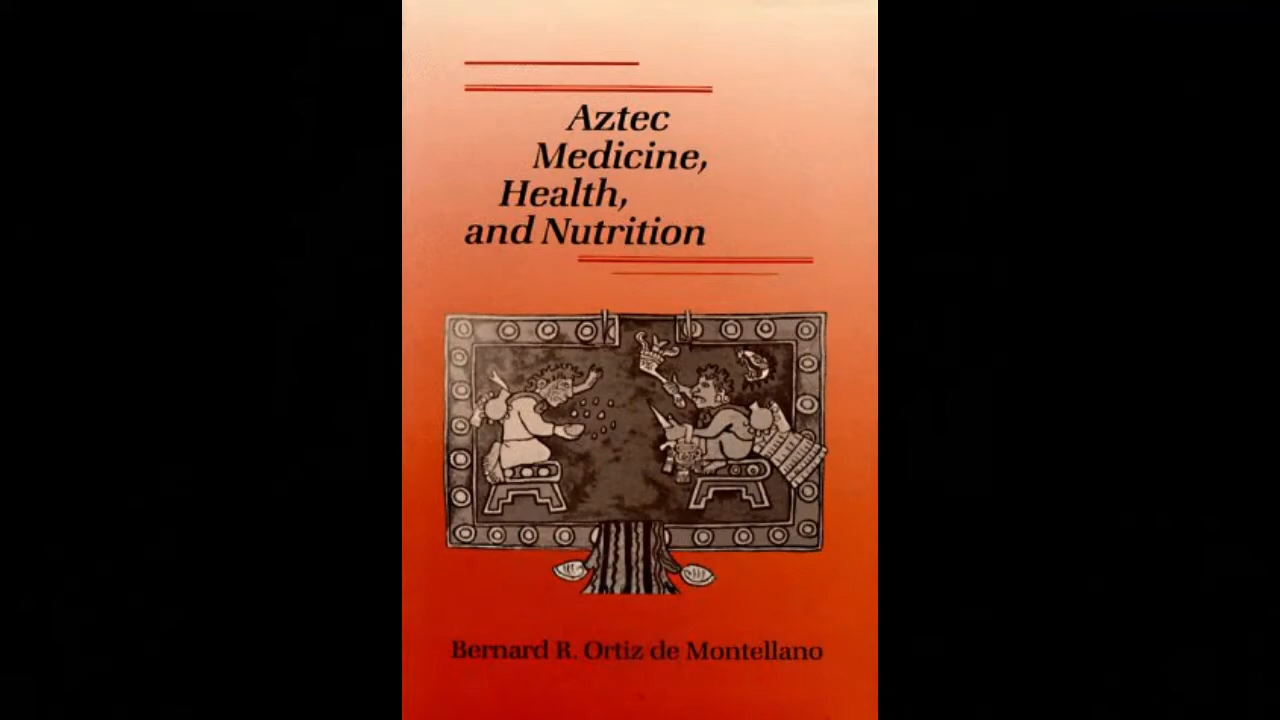 Aztec
Medicine,
Health,
and Nutrition
Bernard R. Ortiz de Montellano